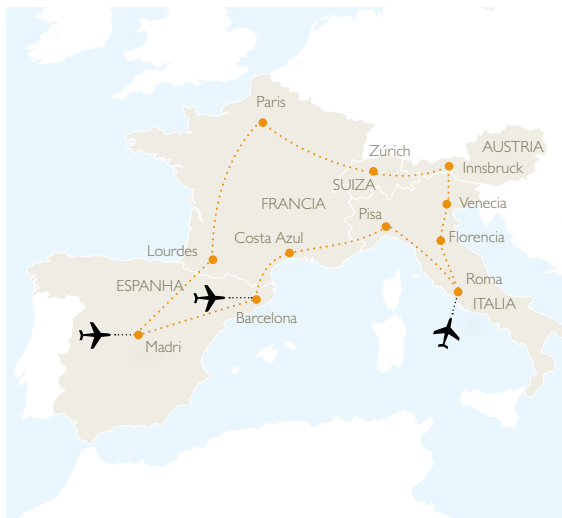 Paris
Zúrich
AUSTRIA
Innsbruck
SUIZA
FRANCIA
Venecia
Pisa
Costa Azul
Florencia
Lourdes
ESPANHA
Roma
ITALIA
Barcelona
Madri